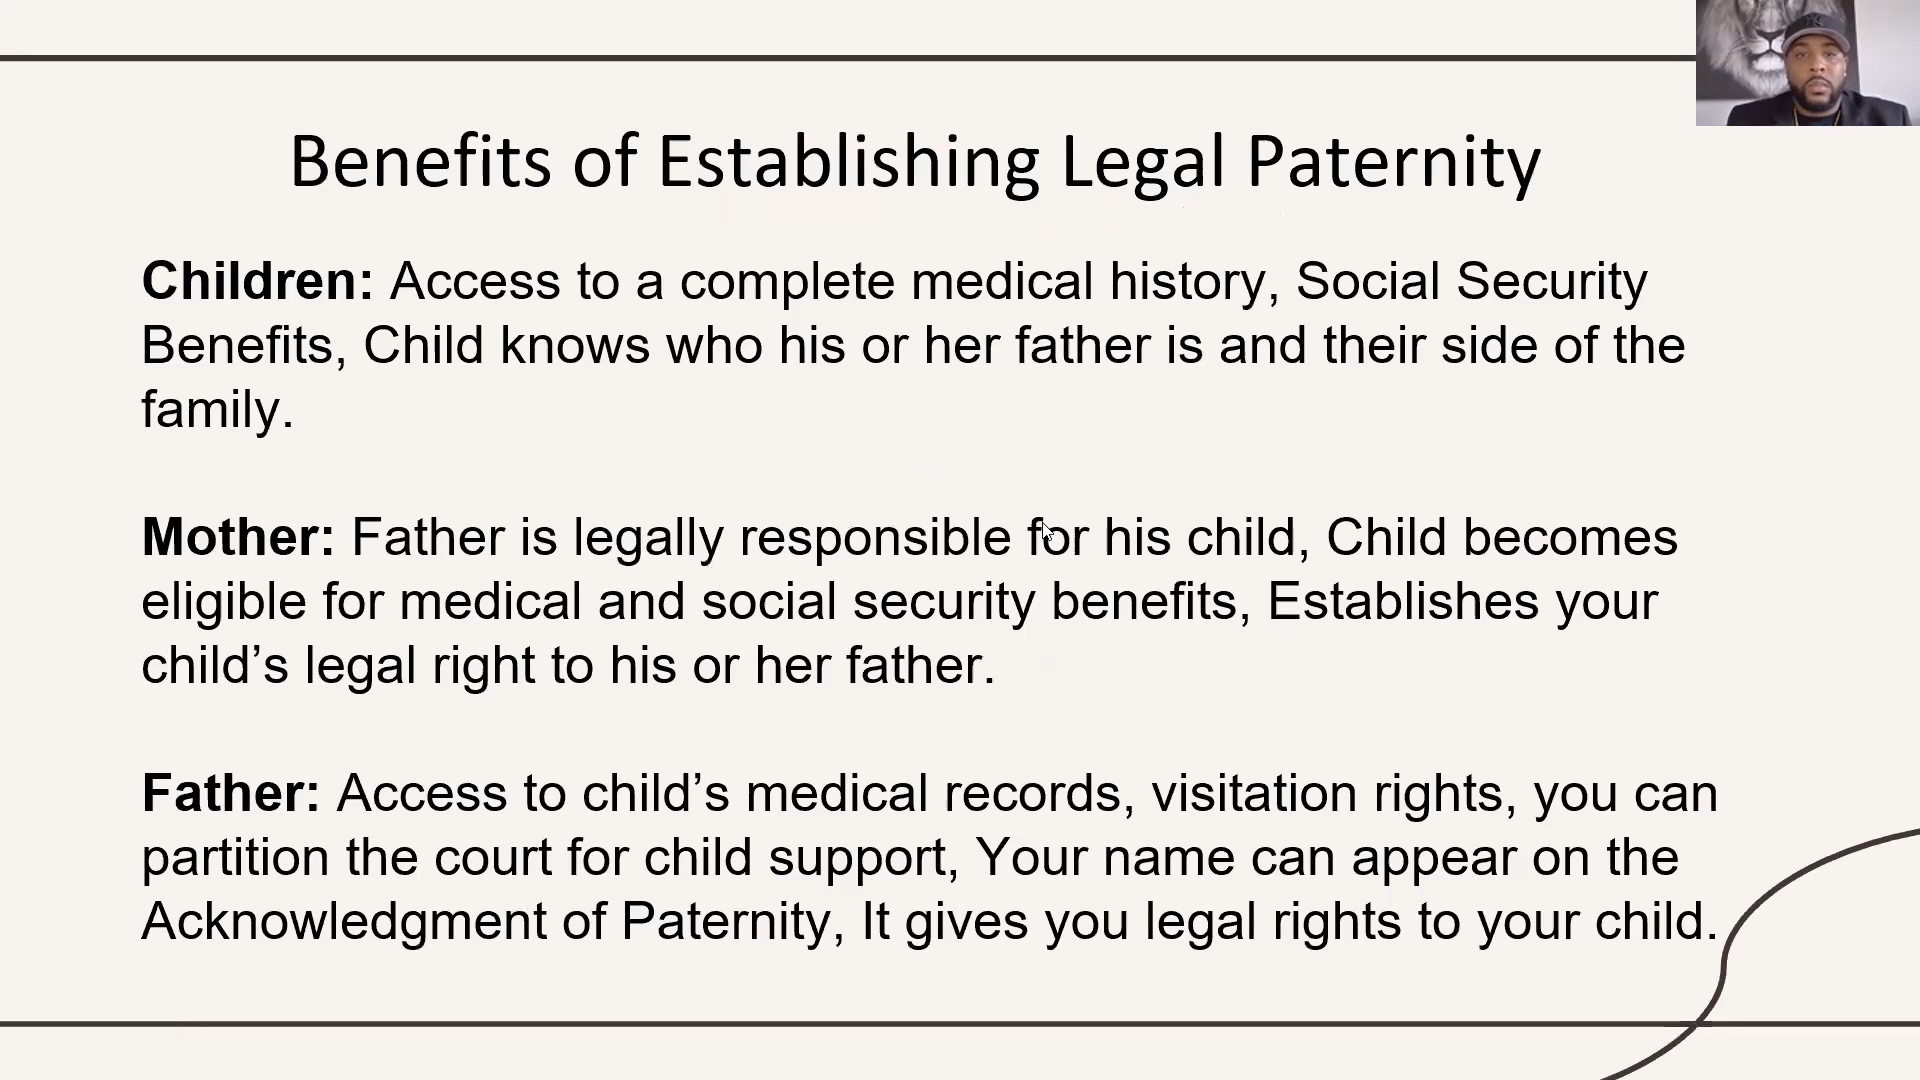 Benefits of Establishing Legal Paternity
Children: Access to a complete medical history, Social Security
Benefits, Child knows who his or her father is and their side of the
family.
Mother: Father is legally responsible for his child, Child becomes
eligible for medical and social security benefits, Establishes your
child’s legal right to his or her father.
Father: Access to child’s medical records, visitation rights, you can
partition the court for child support, Your name can appear on the
Acknowledgment of Paternity, It gives you legal rights to your child.